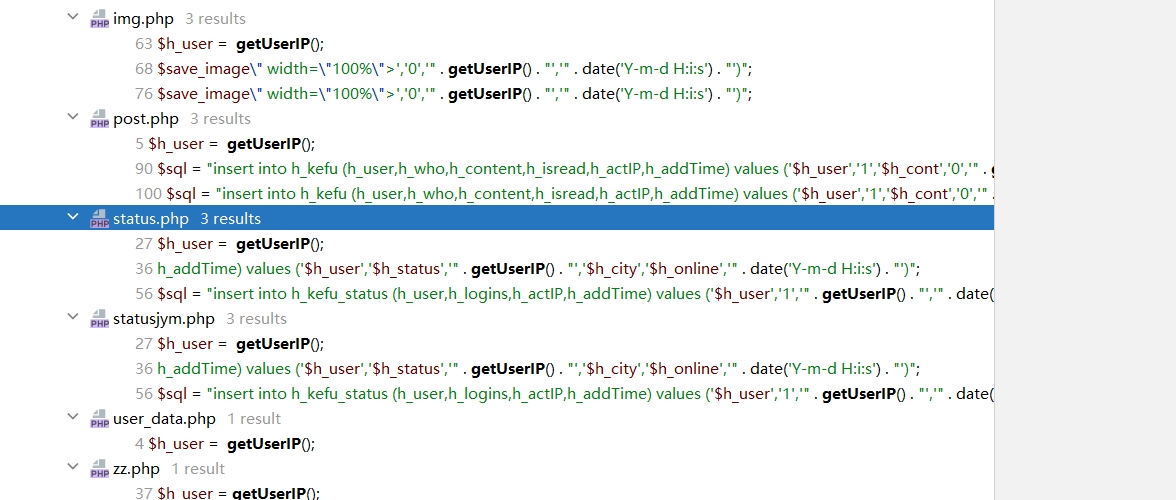 img.php 3 results
63 $h_user = getUserIP();
68 $save_image\" width=\"100%\">','0','" . getUserIP() . "','" . date('Y-m-d H:i:s') . "')";
76 $save_image\" width=\"100%\">','0','" . getUserIP() . "','" . date('Y-m-d H:i:s') . "')";
post.php 3 results
5 $h_user = getUserIP();
90 $sql = "insert into h_kefu (h_user,h_who,h_content,h_isread,h_actIP,h_addTime) values ('$h_user','1','$h_cont','0','" .
100 $sql = "insert into h_kefu (h_user,h_who,h_content,h_isread,h_actIP,h_addTime) values ('$h_user','1','$h_cont','0','" .
status.php 3 results
27 $h_user = getUserIP();
36 h_addTime) values ('$h_user','$h_status','" . getUserIP() . "','$h_city','$h_online','" . date('Y-m-d H:i:s') . "')";
56 $sql = "insert into h_kefu_status (h_user,h_logins,h_actIP,h_addTime) values ('$h_user','1','" . getUserIP() . "','" . date(
statusjym.php 3 results
27 $h_user = getUserIP();
36 h_addTime) values ('$h_user','$h_status','" . getUserIP() . "','$h_city','$h_online','" . date('Y-m-d H:i:s') . "')";
56 $sql = "insert into h_kefu_status (h_user,h_logins,h_actIP,h_addTime) values ('$h_user','1','" . getUserIP() . "','" . date(
user_data.php 1 result
4 $h_user = getUserIP();
zz.php 1 result
37 $h_user = getUserIP();